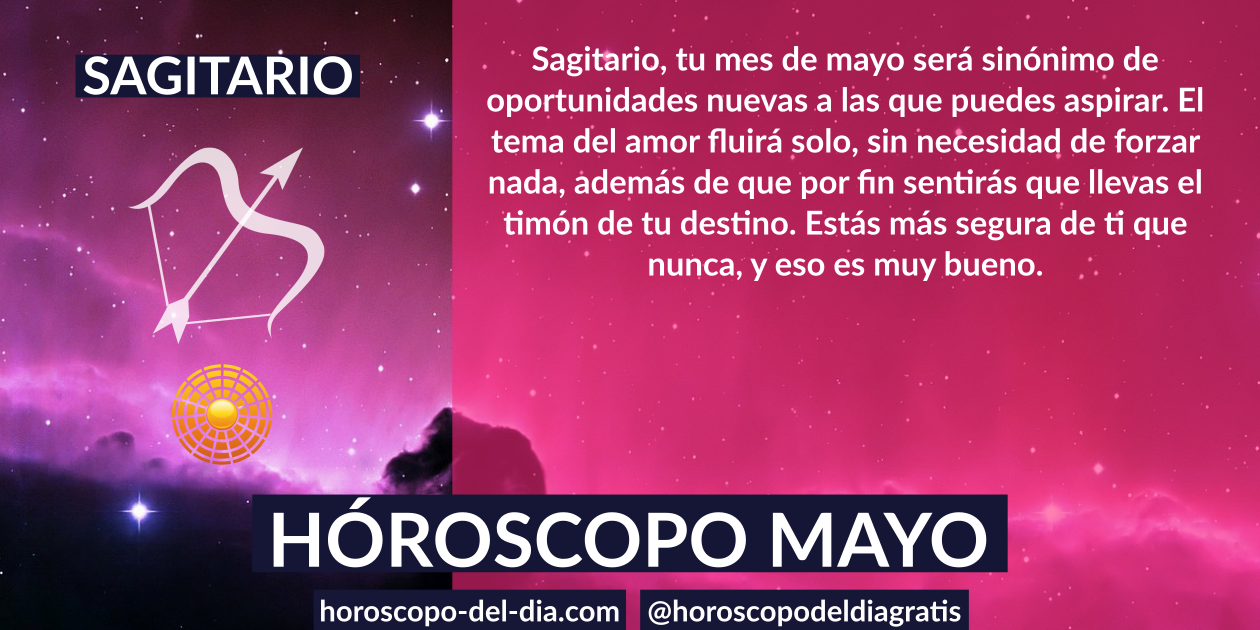 SAGITARIO
Sagitario, tu mes de mayo será sinónimo de
oportunidades nuevas a las que puedes aspirar. El
tema del amor fluirá solo, sin necesidad de forzar
nada, además de que por fin sentirás que llevas el
timón de tu destino. Estás más segura de ti que
nunca, y eso es muy bueno.
HÓROSCOPO MAYO
horoscopo-del-dia.com
@horoscopodeldiagratis